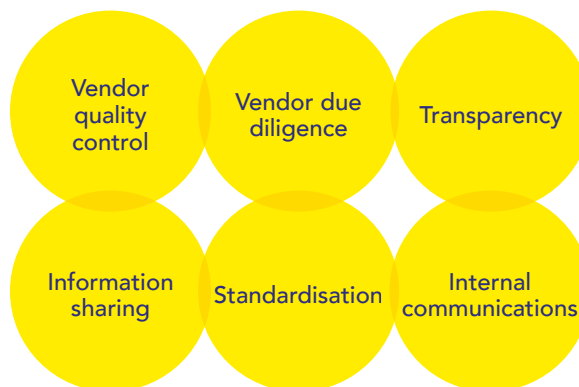 Vendor
quality
control
Vendor due
diligence
Transparency
Information
sharing
Standardisation
Internal
communications